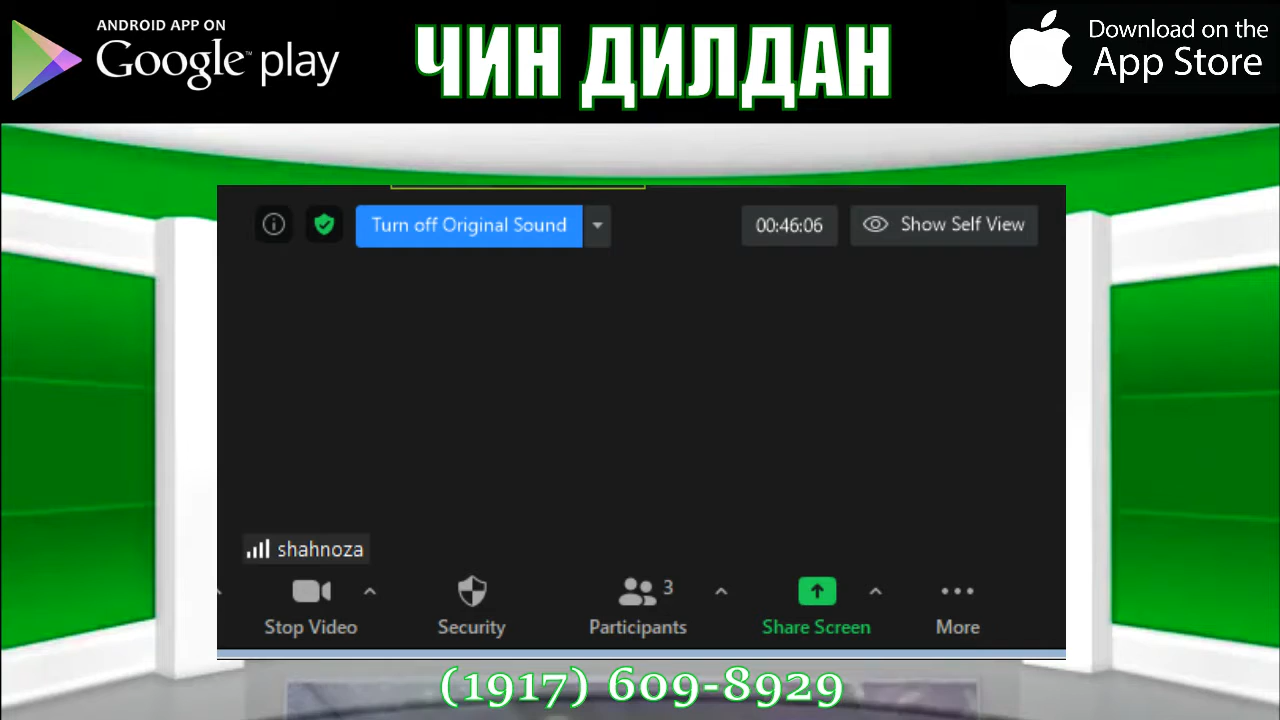 ANDROID APP ON
Google play
ЧИН ДИЛДАН
Download on the
App Store
Turn off Original Sound
00:46:06
Show Self View
shahnoza
3
Stop Video
Security
Participants
Share Screen
More
(1917) 609-8929